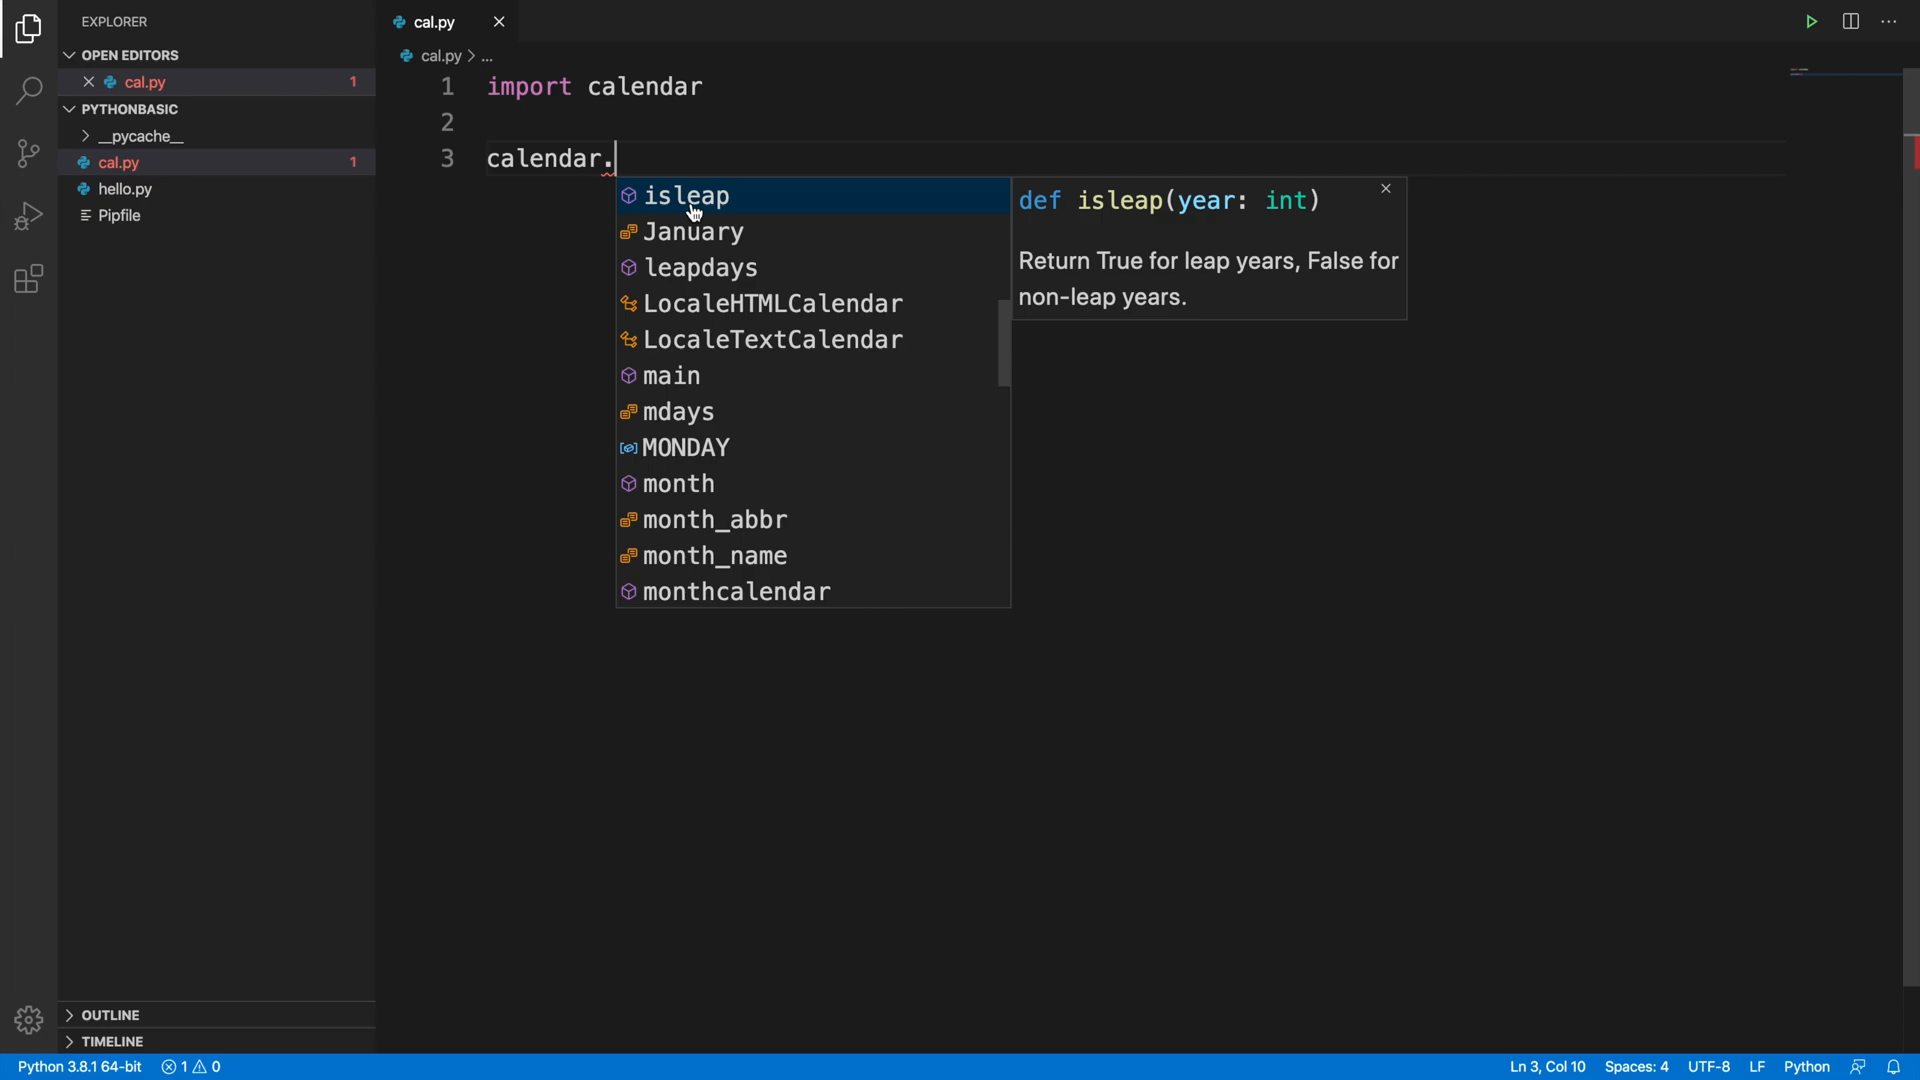 EXPLORER
OPEN EDITORS
cal.py 1
PYTHONBASIC
__pycache__
cal.py 1
hello.py
Pipfile
OUTLINE
TIMELINE
cal.py
cal.py > ...
1 import calendar
2
3 calendar.
isleap
January
leapdays
LocaleHTMLCalendar
LocaleTextCalendar
main
mdays
MONDAY
month
month_abbr
month_name
monthcalendar
def isleap(year: int)
Return True for leap years, False for
non-leap years.
Python 3.8.1 64-bit 1 0 Ln 3, Col 10 Spaces: 4 UTF-8 LF Python